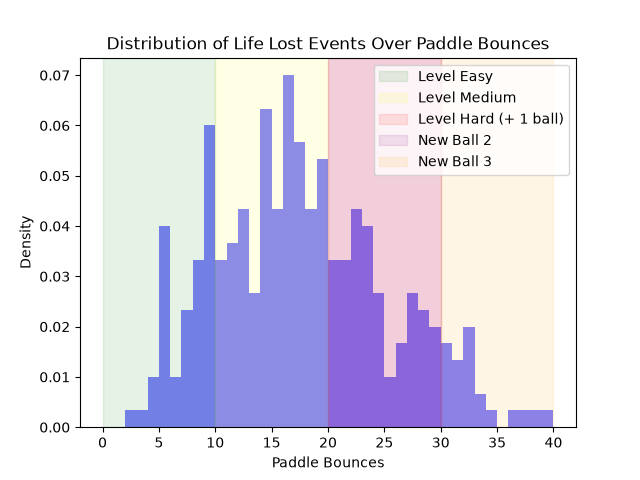 Distribution of Life Lost Events Over Paddle Bounces
Level Easy
Level Medium
Level Hard (+ 1 ball)
New Ball 2
New Ball 3
0.07
0.06
0.05
0.04
0.03
0.02
0.01
0.00
Density
0 5 10 15 20 25 30 35 40
Paddle Bounces